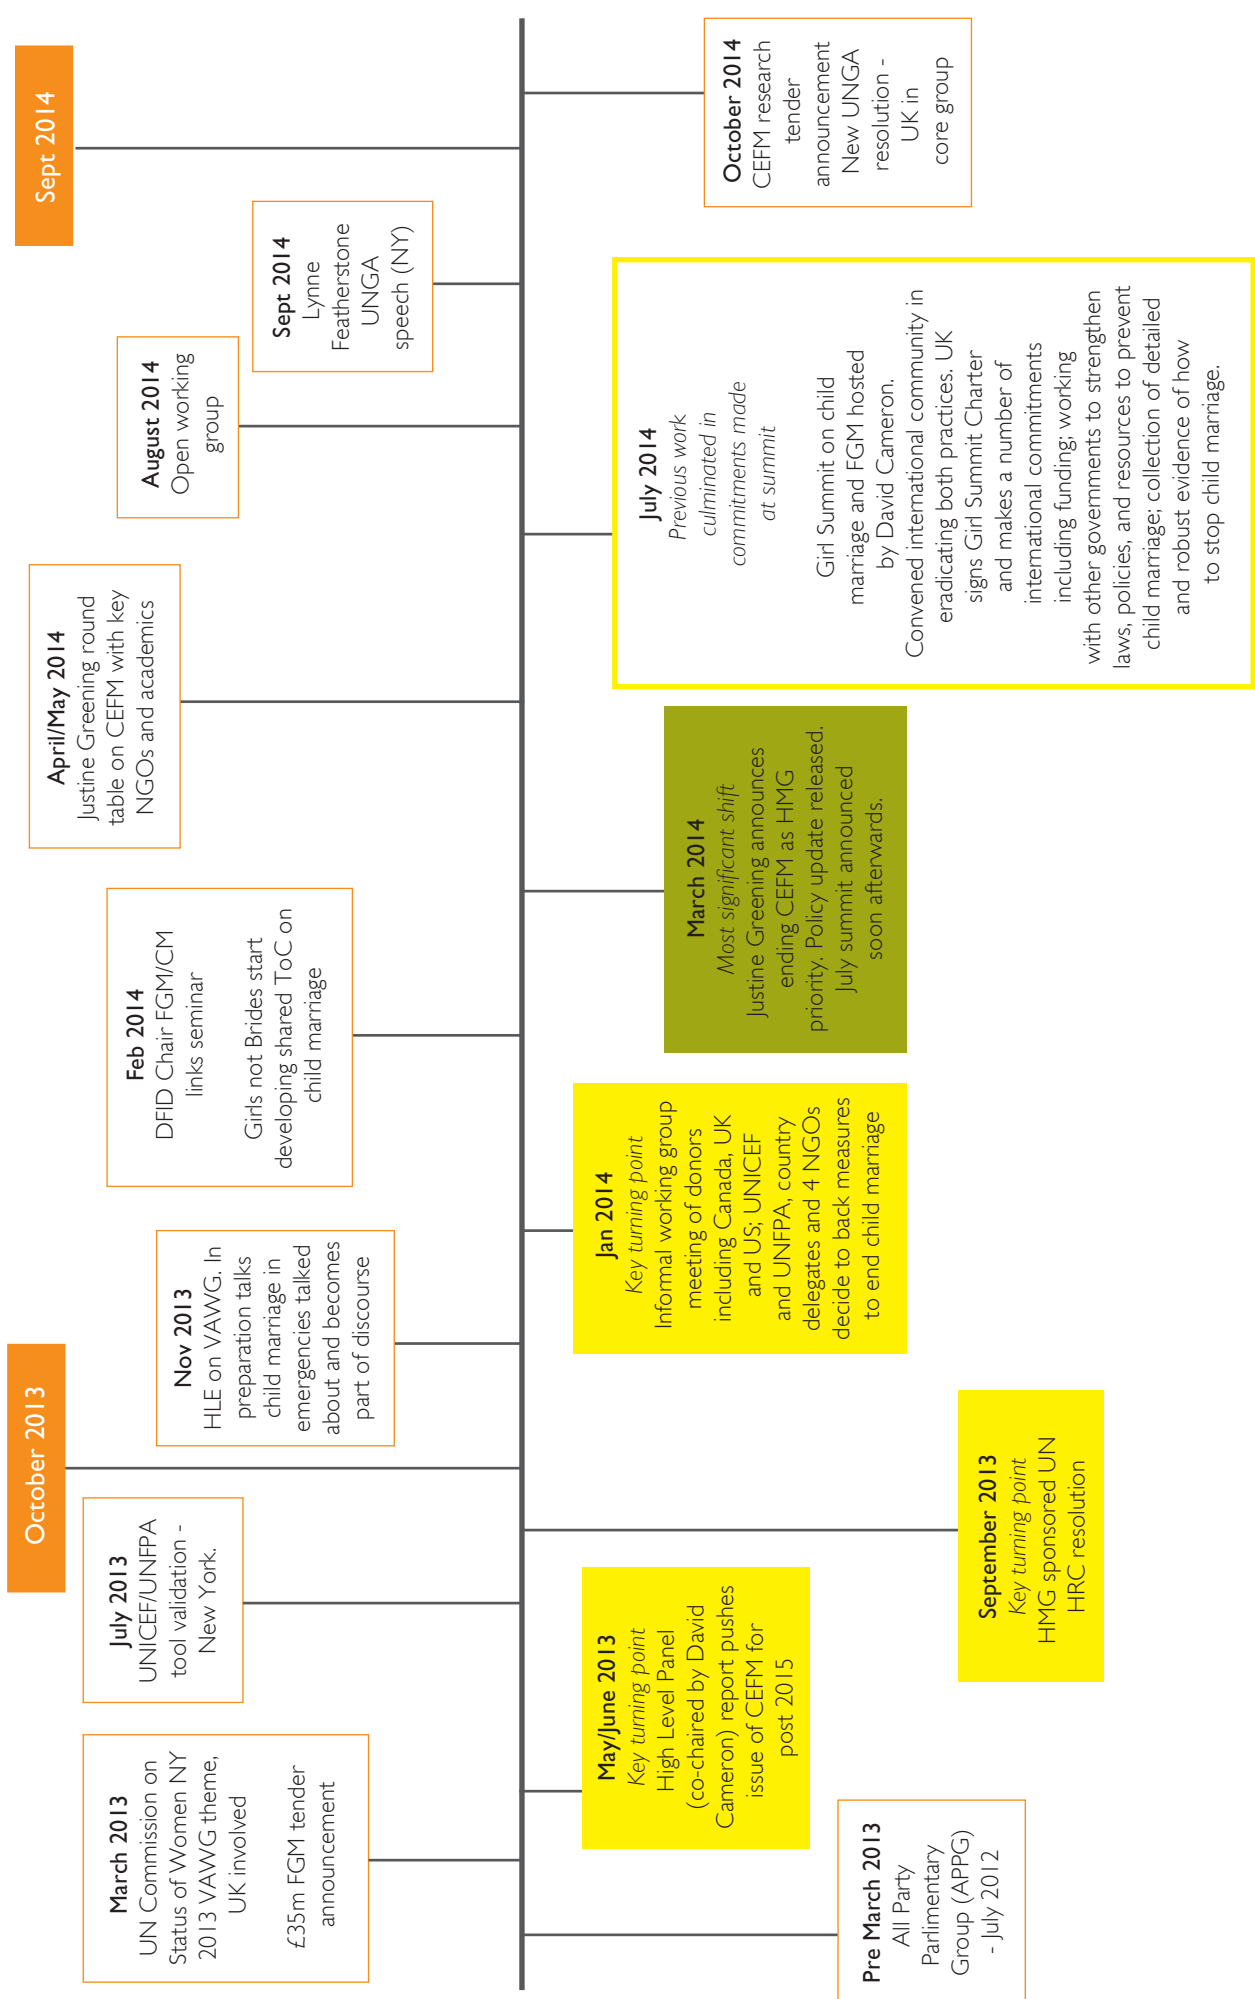 Pre March 2013
All Party
Parlimentary
Group (APPG)
- July 2012
March 2013
UN Commission on
Status of Women NY
2013 VAWG theme,
UK involved
£35m FGM tender
announcement
May/June 2013
Key turning point
High Level Panel
(co-chaired by David
Cameron) report pushes
issue of CEFM for
post 2015
July 2013
UNICEF/UNFPA
tool validation -
New York.
September 2013
Key turning point
HMG sponsored UN
HRC resolution
October 2013
Nov 2013
HLE on VAWG. In
preparation talks
child marriage in
emergencies talked
about and becomes
part of discourse
Jan 2014
Key turning point
Informal working group
meeting of donors
including Canada, UK
and US; UNICEF
and UNFPA, country
delegates and 4 NGOs
decide to back measures
to end child marriage
Feb 2014
DFID Chair FGM/CM
links seminar
Girls not Brides start
developing shared ToC on
child marriage
March 2014
Most significant shift
Justine Greening announces
ending CEFM as HMG
priority. Policy update released.
July summit announced
soon afterwards.
April/May 2014
Justine Greening round
table on CEFM with key
NGOs and academics
July 2014
Previous work
culminated in
commitments made
at summit
Girl Summit on child
marriage and FGM hosted
by David Cameron.
Convened international community in
eradicating both practices. UK
signs Girl Summit Charter
and makes a number of
international commitments
including funding; working
with other governments to strengthen
laws, policies, and resources to prevent
child marriage; collection of detailed
and robust evidence of how
to stop child marriage.
August 2014
Open working
group
Sept 2014
Lynne
Featherstone
UNGA
speech (NY)
Sept 2014
October 2014
CEFM research
tender
announcement
New UNGA
resolution -
UK in
core group